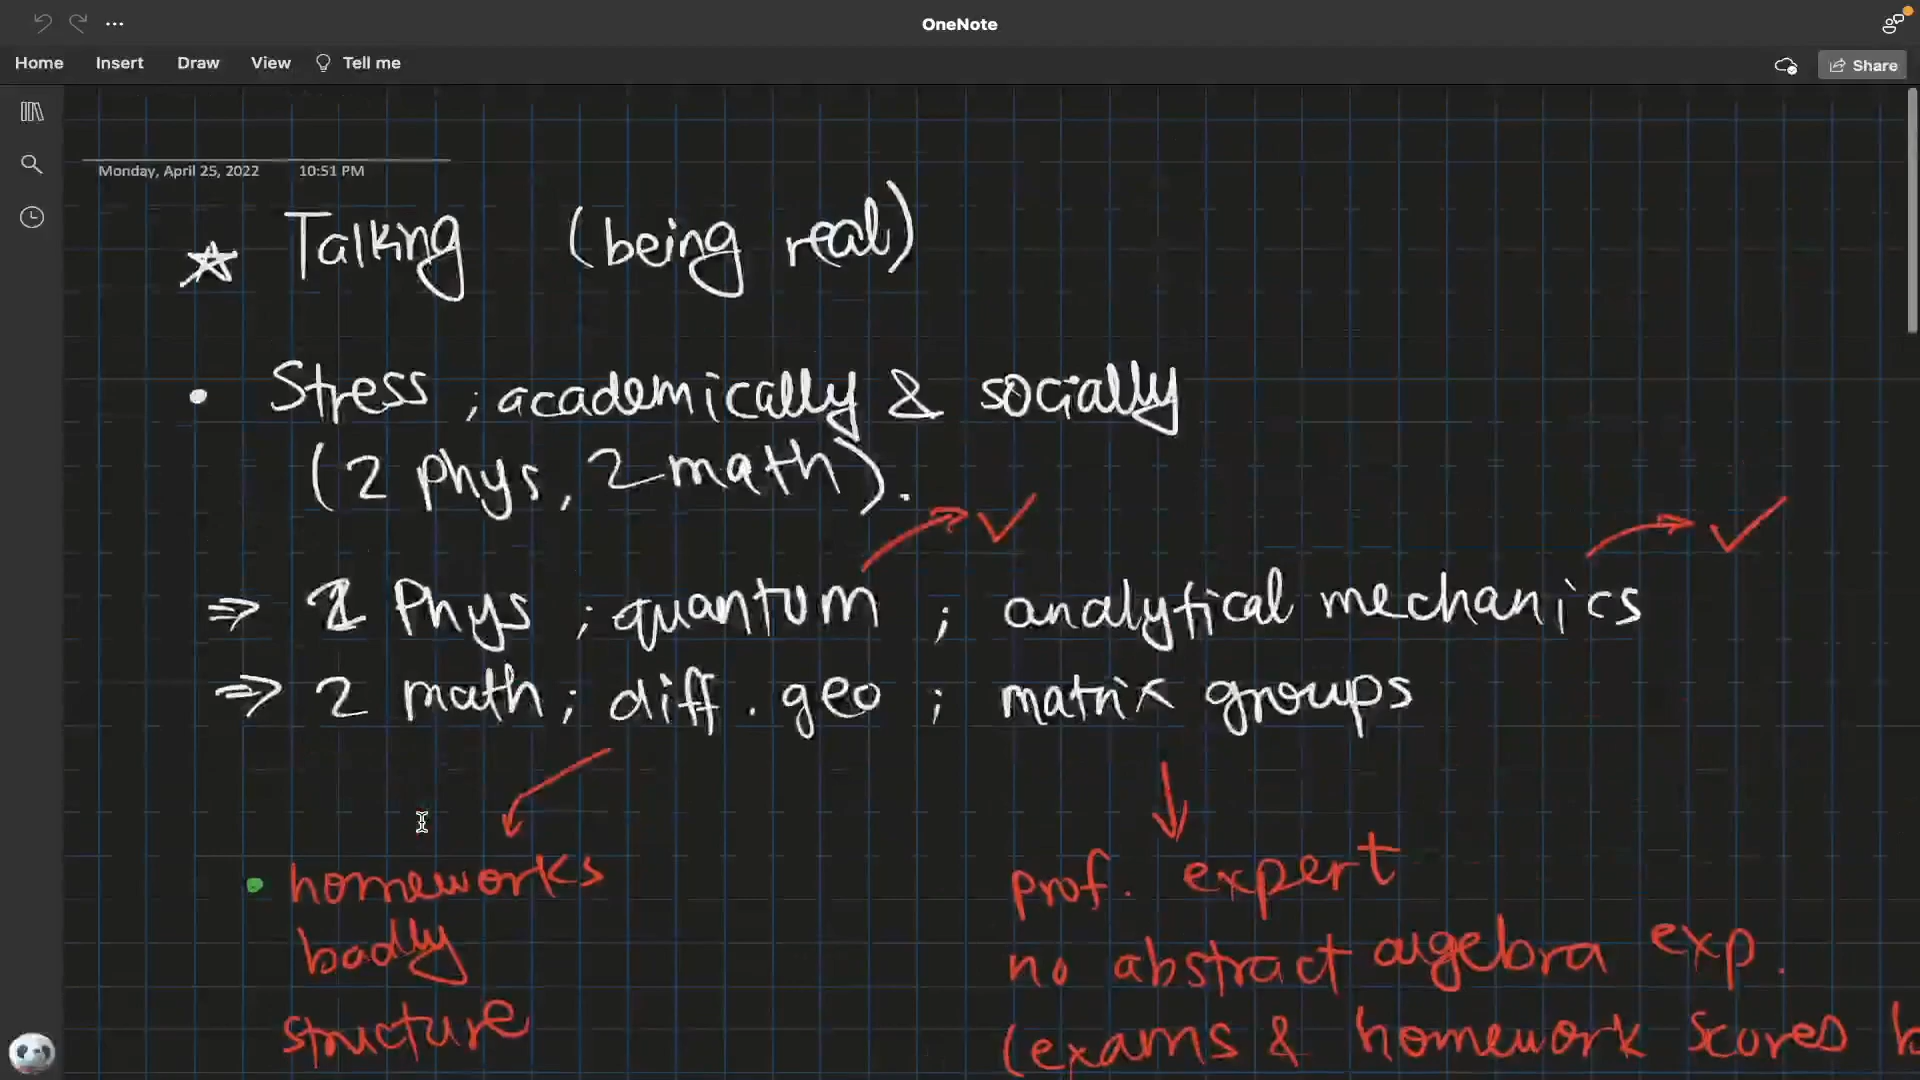 OneNote
Home Insert Draw View Tell me Share
Monday, April 25, 2022 10:51 PM
☆ Talking (being real)
• Stress ; academically & socially
(2 phys, 2 math).
⇒ 2 Phys ; quantum ; analytical mechanics
⇒ 2 math ; diff. geo ; matrix groups
• homeworks
badly
structure
prof. expert
no abstract algebra exp.
(exams & homework scores